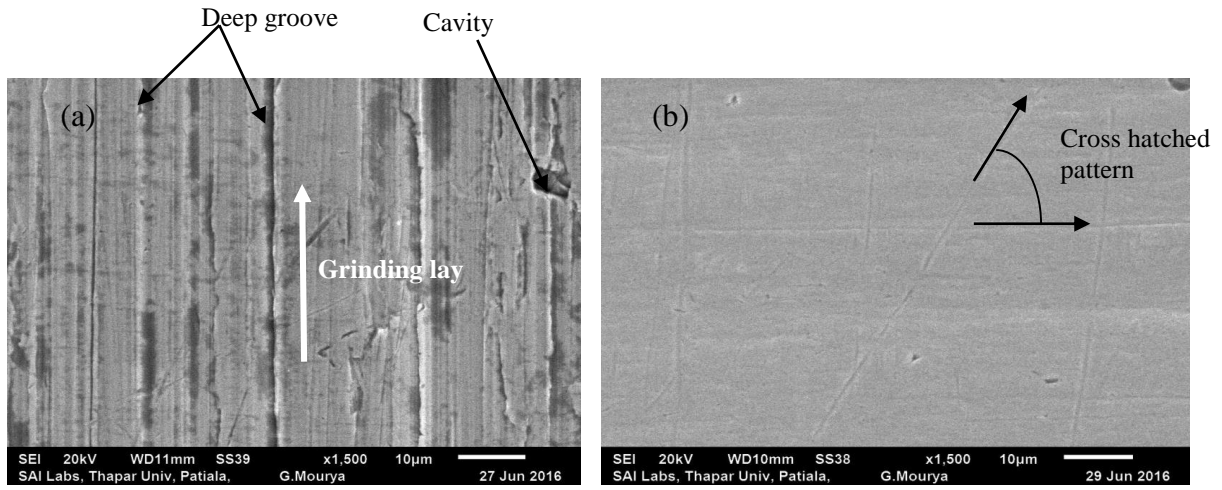 Deep groove
Cavity
(a)
Grinding lay
SEI 20kV WD11mm SS39 x1,500 10µm
SAI Labs, Thapar Univ, Patiala, G.Mourya 27 Jun 2016
(b)
Cross hatched
pattern
SEI 20kV WD10mm SS38 x1,500 10µm
SAI Labs, Thapar Univ, Patiala, G.Mourya 29 Jun 2016